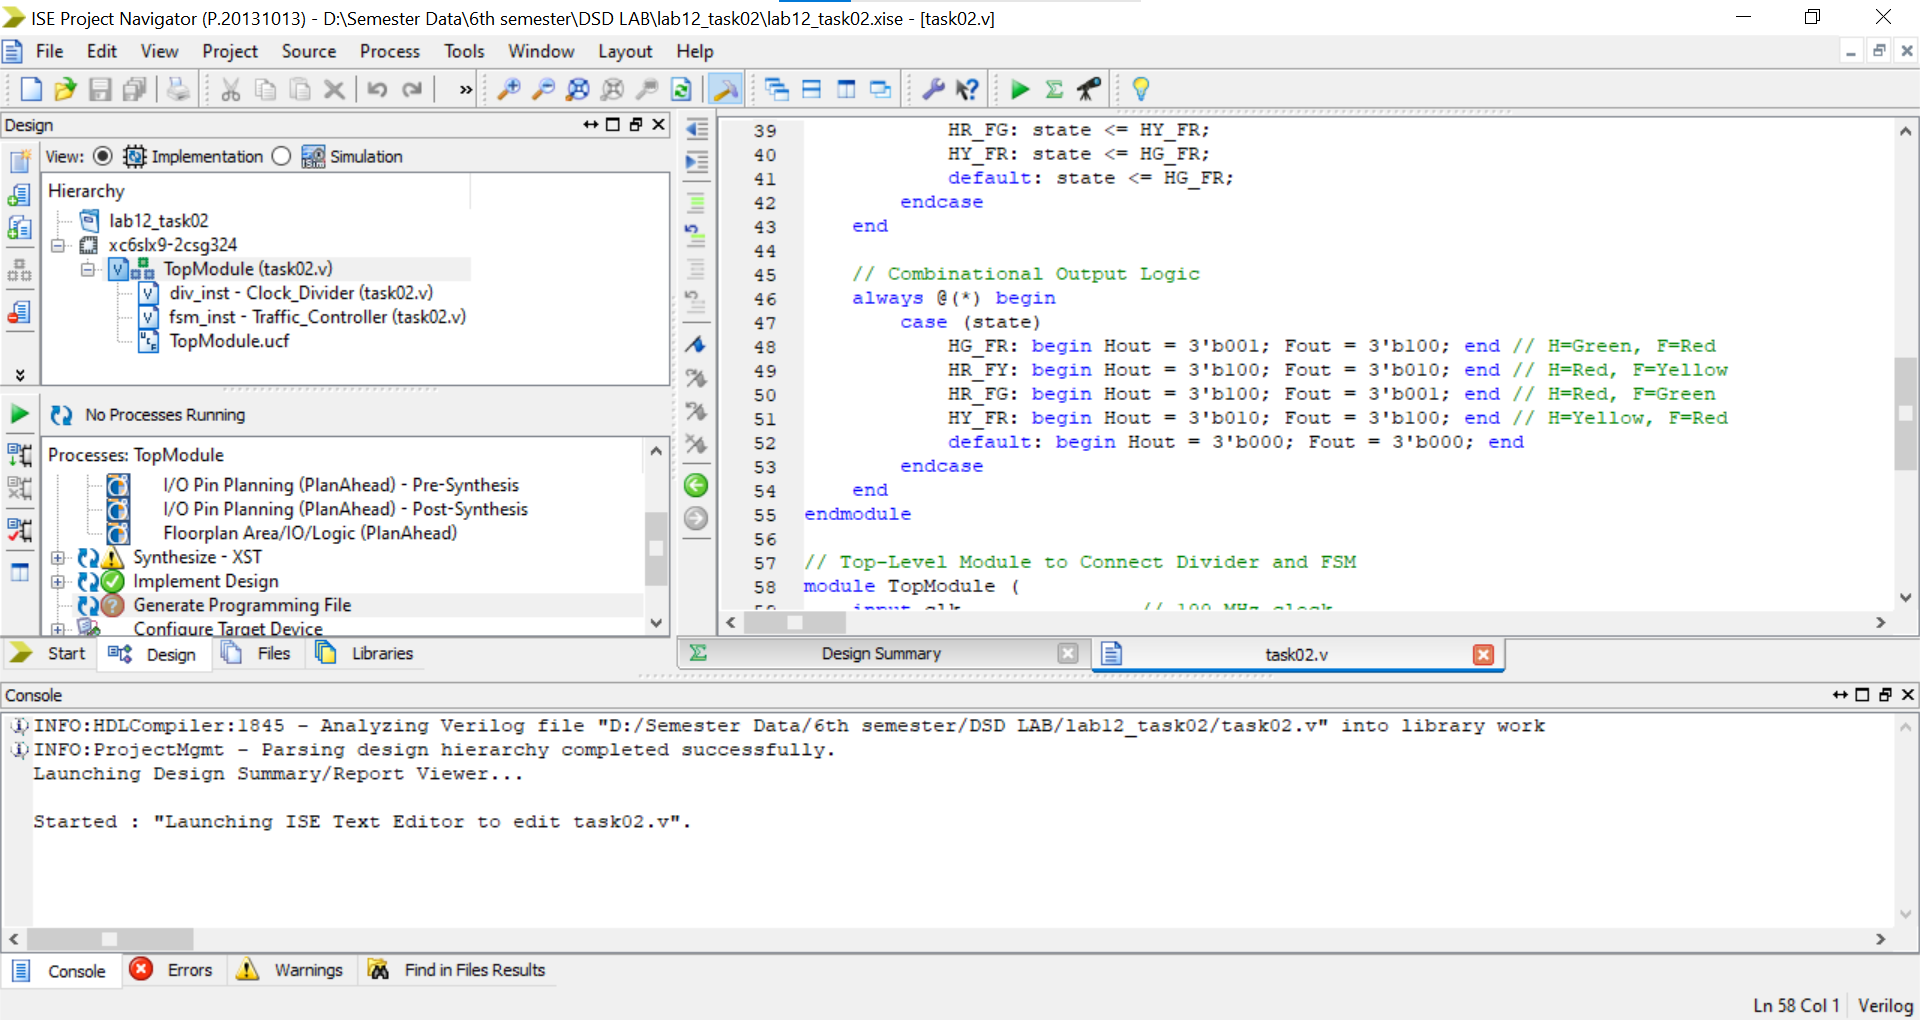 ISE Project Navigator (P.20131013) - D:\Semester Data\6th semester\DSD LAB\lab12_task02\lab12_task02.xise - [task02.v]
File Edit View Project Source Process Tools Window Layout Help
Design
View: Implementation Simulation
Hierarchy
lab12_task02
xc6slx9-2csg324
TopModule (task02.v)
div_inst - Clock_Divider (task02.v)
fsm_inst - Traffic_Controller (task02.v)
TopModule.ucf
No Processes Running
Processes: TopModule
I/O Pin Planning (PlanAhead) - Pre-Synthesis
I/O Pin Planning (PlanAhead) - Post-Synthesis
Floorplan Area/IO/Logic (PlanAhead)
Synthesize - XST
Implement Design
Generate Programming File
Configure Target Device
Start Design Files Libraries
39 HR_FG: state <= HY_FR;
40 HY_FR: state <= HG_FR;
41 default: state <= HG_FR;
42 endcase
43 end
44
45 // Combinational Output Logic
46 always @(*) begin
47 case (state)
48 HG_FR: begin Hout = 3'b001; Fout = 3'b100; end // H=Green, F=Red
49 HR_FY: begin Hout = 3'b100; Fout = 3'b010; end // H=Red, F=Yellow
50 HR_FG: begin Hout = 3'b100; Fout = 3'b001; end // H=Red, F=Green
51 HY_FR: begin Hout = 3'b010; Fout = 3'b100; end // H=Yellow, F=Red
52 default: begin Hout = 3'b000; Fout = 3'b000; end
53 endcase
54 end
55 endmodule
56
57 // Top-Level Module to Connect Divider and FSM
58 module TopModule (
59 input clk // 100 MHz clock
Design Summary task02.v
Console
INFO:HDLCompiler:1845 - Analyzing Verilog file "D:/Semester Data/6th semester/DSD LAB/lab12_task02/task02.v" into library work
INFO:ProjectMgmt - Parsing design hierarchy completed successfully.
Launching Design Summary/Report Viewer...
Started : "Launching ISE Text Editor to edit task02.v".
Console Errors Warnings Find in Files Results
Ln 58 Col 1 Verilog